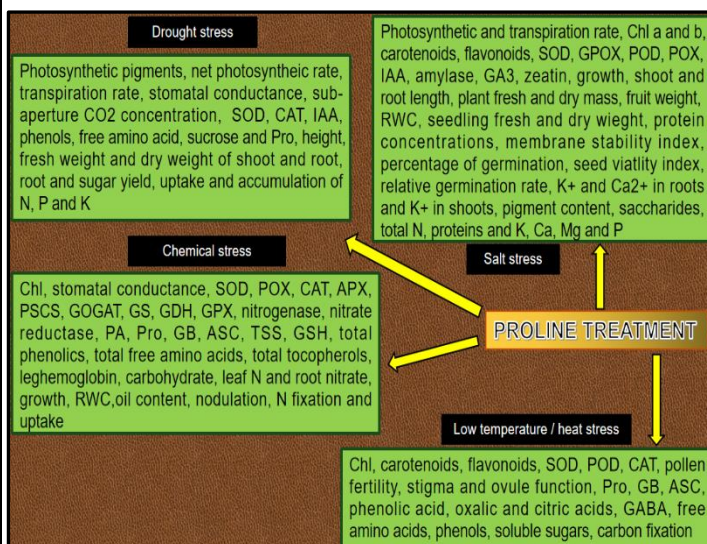 Drought stress
Photosynthetic pigments, net photosyntheic rate,
transpiration rate, stomatal conductance, sub-
aperture CO2 concentration, SOD, CAT, IAA,
phenols, free amino acid, sucrose and Pro, height,
fresh weight and dry weight of shoot and root,
root and sugar yield, uptake and accumulation of
N, P and K
Photosynthetic and transpiration rate, Chl a and b,
carotenoids, flavonoids, SOD, GPOX, POD, POX,
IAA, amylase, GA3, zeatin, growth, shoot and
root length, plant fresh and dry mass, fruit weight,
RWC, seedling fresh and dry wieght, protein
concentrations, membrane stability index,
percentage of germination, seed viatlity index,
relative germination rate, K+ and Ca2+ in roots
and K+ in shoots, pigment content, saccharides,
total N, proteins and K, Ca, Mg and P
Salt stress
Chemical stress
Chl, stomatal conductance, SOD, POX, CAT, APX,
PSCS, GOGAT, GS, GDH, GPX, nitrogenase, nitrate
reductase, PA, Pro, GB, ASC, TSS, GSH, total
phenolics, total free amino acids, total tocopherols,
leghemoglobin, carbohydrate, leaf N and root nitrate,
growth, RWC,oil content, nodulation, N fixation and
uptake
PROLINE TREATMENT
Low temperature / heat stress
Chl, carotenoids, flavonoids, SOD, POD, CAT, pollen
fertility, stigma and ovule function, Pro, GB, ASC,
phenolic acid, oxalic and citric acids, GABA, free
amino acids, phenols, soluble sugars, carbon fixation